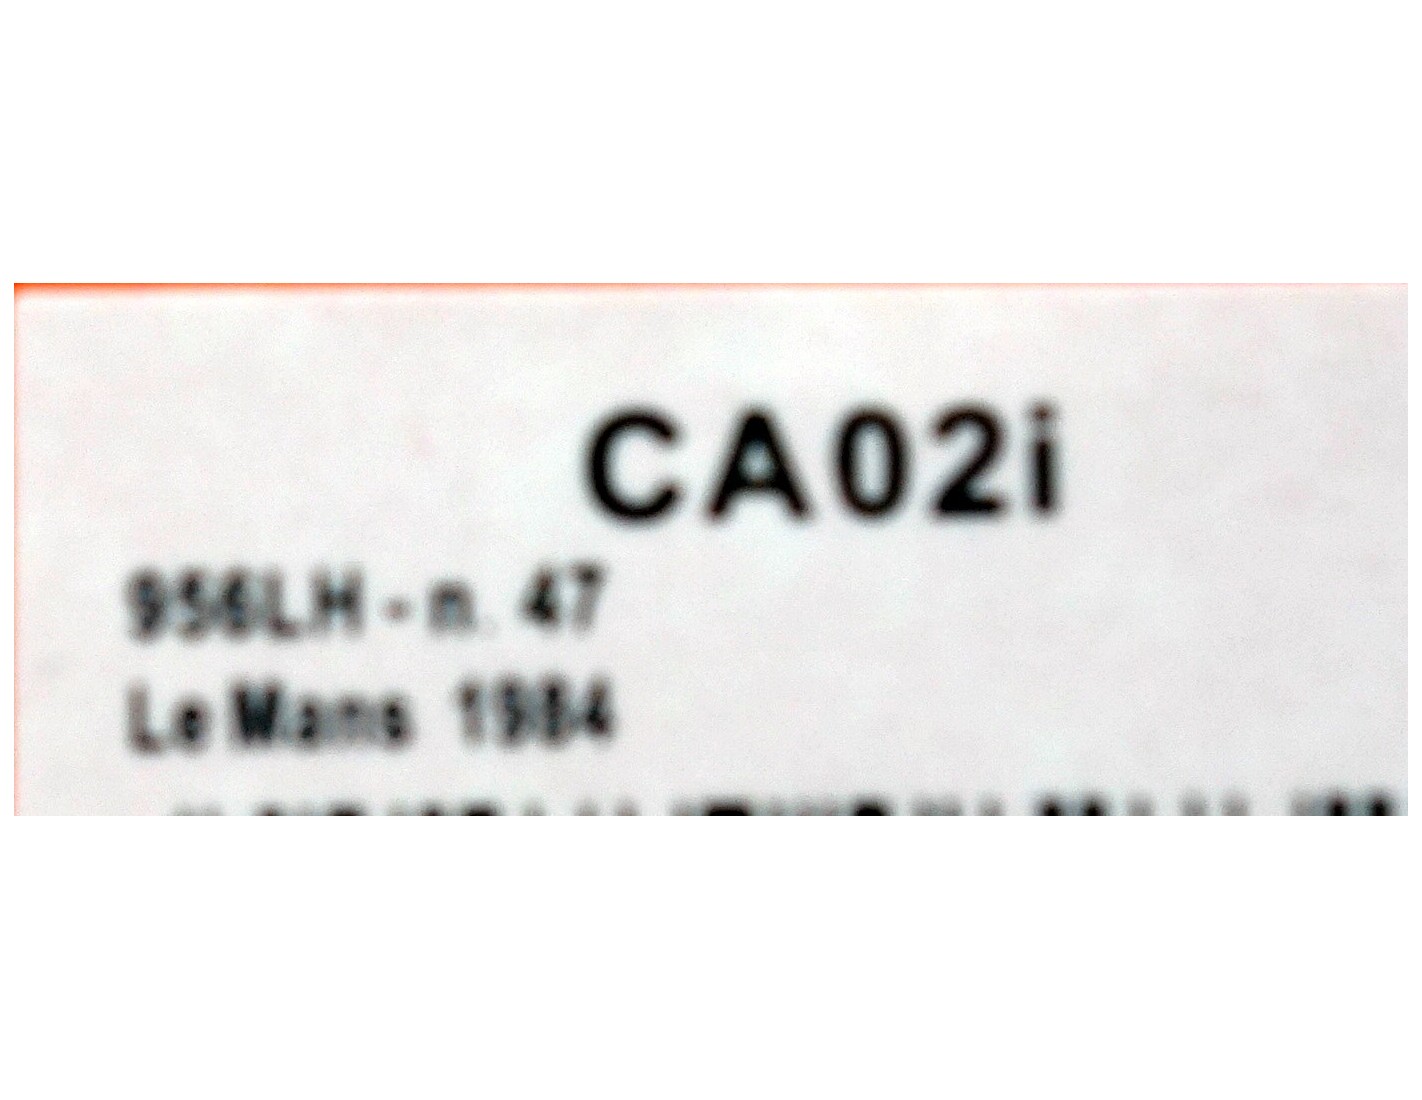 CA02i
956LH - n. 47
Le Mans 1984